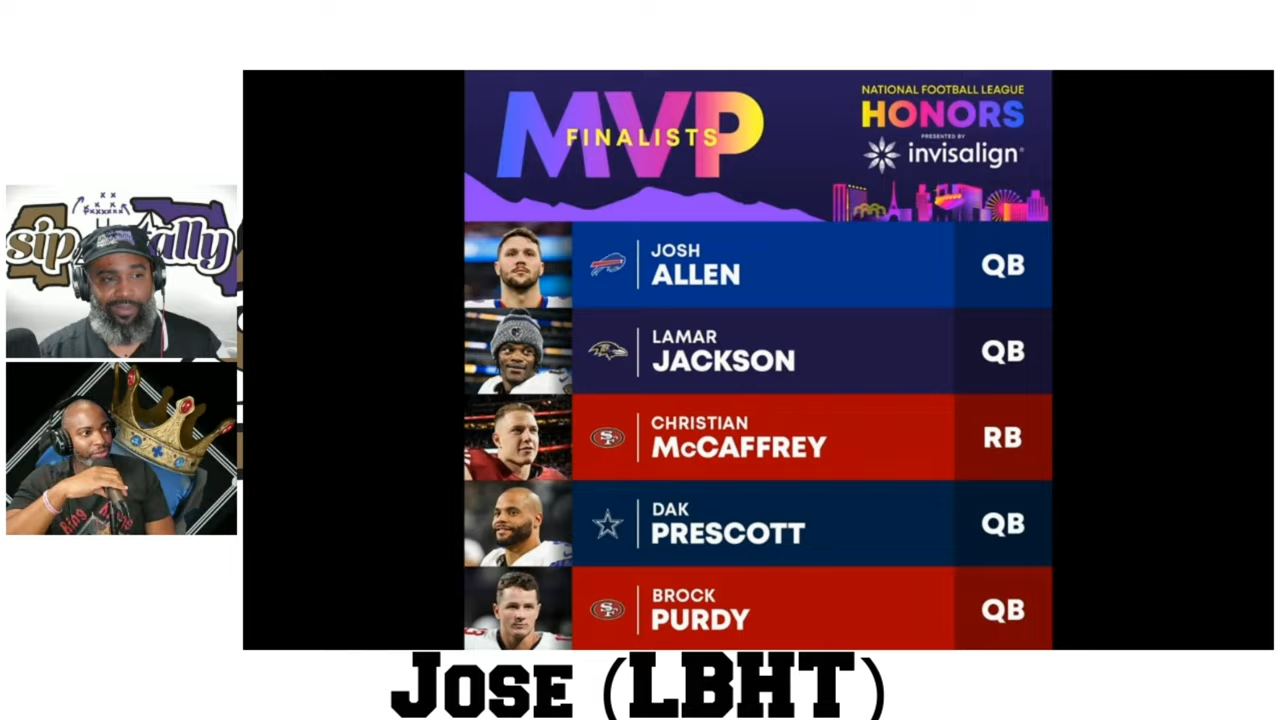 MVP
FINALISTS
NATIONAL FOOTBALL LEAGUE
HONORS
PRESENTED BY
invisalign
JOSH
ALLEN
QB
LAMAR
JACKSON
QB
CHRISTIAN
McCAFFREY
RB
DAK
PRESCOTT
QB
BROCK
PURDY
QB
sip
ally
JOSE (LBHT)